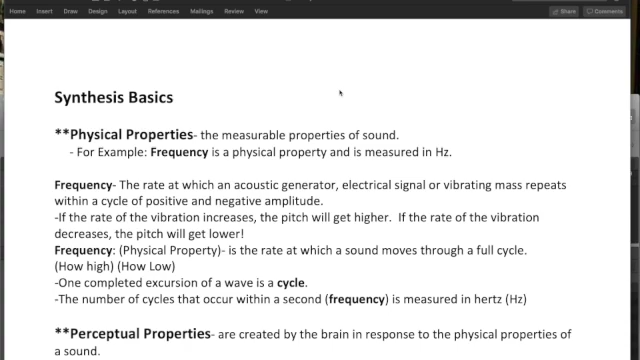 Home Insert Draw Design Layout References Mailings Review View Share Comments
Synthesis Basics
**Physical Properties- the measurable properties of sound.
- For Example: Frequency is a physical property and is measured in Hz.
Frequency- The rate at which an acoustic generator, electrical signal or vibrating mass repeats
within a cycle of positive and negative amplitude.
-If the rate of the vibration increases, the pitch will get higher. If the rate of the vibration
decreases, the pitch will get lower!
Frequency: (Physical Property)- is the rate at which a sound moves through a full cycle.
(How high) (How Low)
-One completed excursion of a wave is a cycle.
-The number of cycles that occur within a second (frequency) is measured in hertz (Hz)
**Perceptual Properties- are created by the brain in response to the physical properties of
a sound.